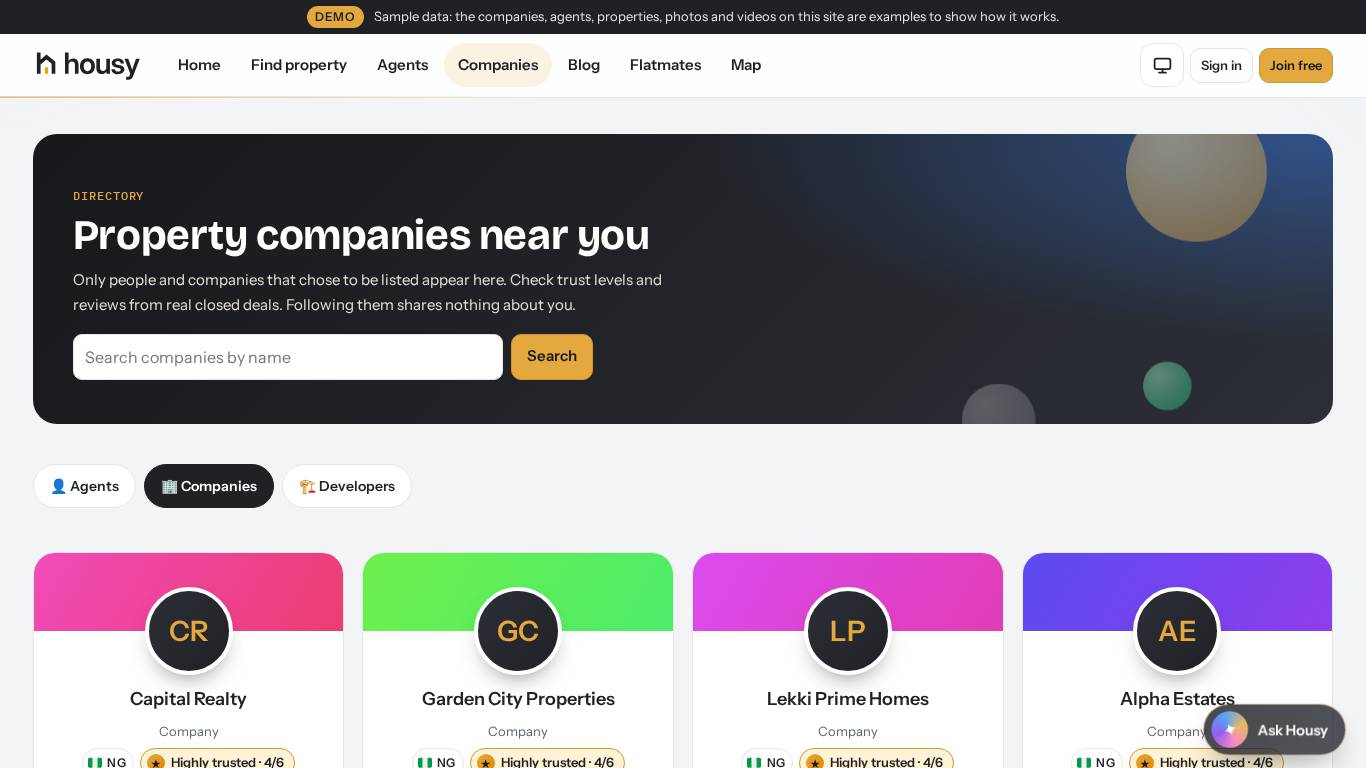 DEMO Sample data: the companies, agents, properties, photos and videos on this site are examples to show how it works.
housy Home Find property Agents Companies Blog Flatmates Map Sign in Join free
DIRECTORY
Property companies near you
Only people and companies that chose to be listed appear here. Check trust levels and
reviews from real closed deals. Following them shares nothing about you.
Search companies by name Search
Agents Companies Developers
CR GC LP AE
Capital Realty Garden City Properties Lekki Prime Homes Alpha Estates
Company Company Company Company
NG Highly trusted · 4/6 NG Highly trusted · 4/6 NG Highly trusted · 4/6 NG Highly trusted · 4/6
Ask Housy